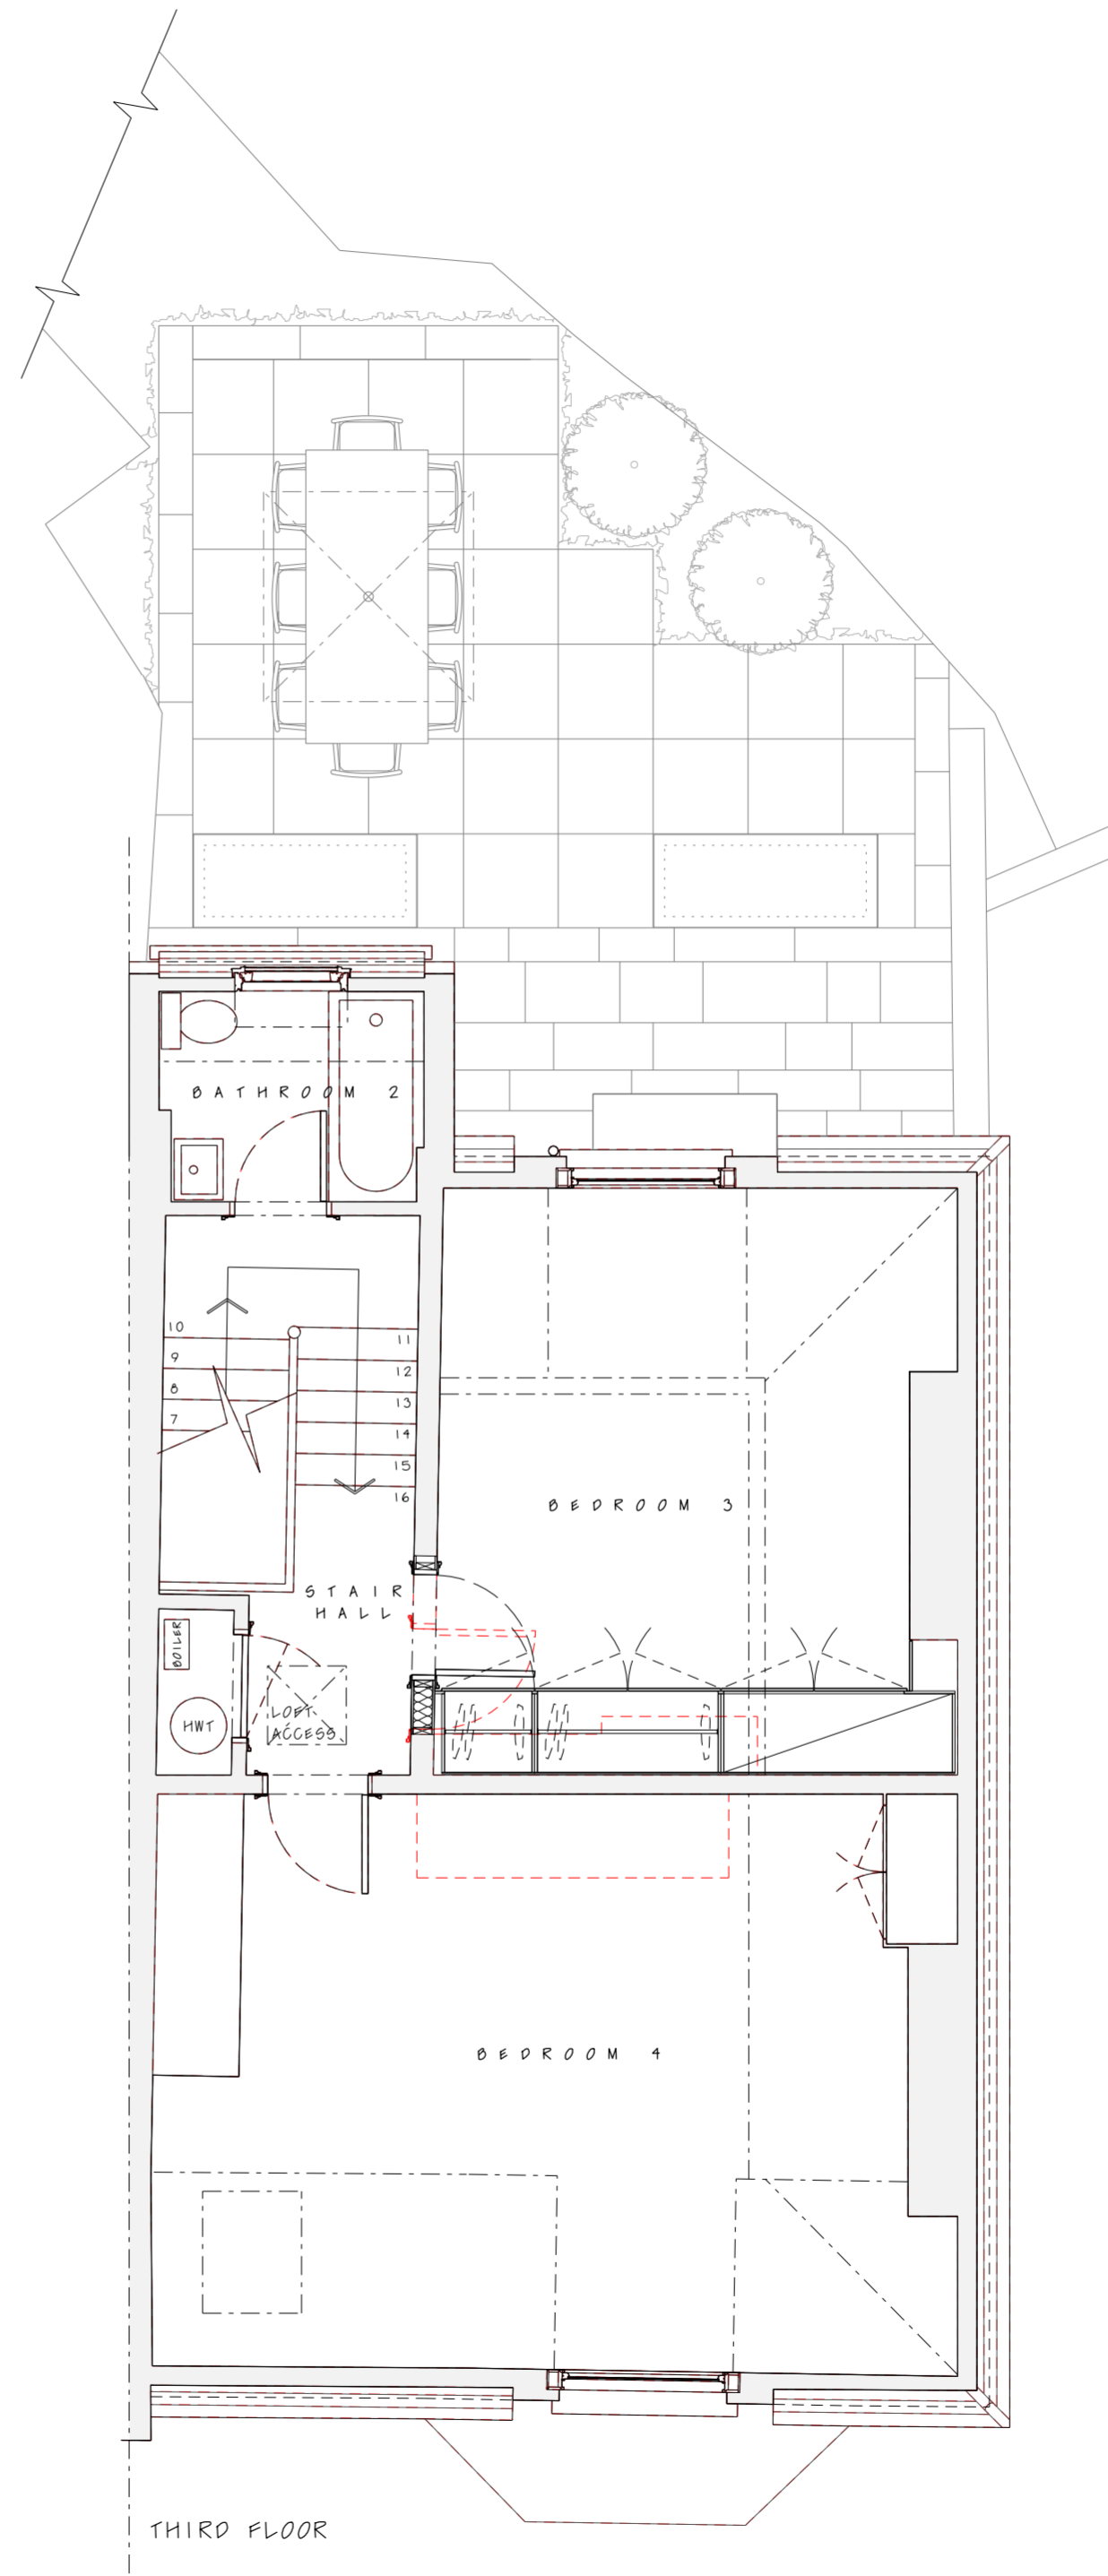 BATHROOM 2
10
9
8
7
11
12
13
14
15
16
BEDROOM 3
STAIR
HALL
BOILER
HWT
LOFT
ACCESS
BEDROOM 4
THIRD FLOOR